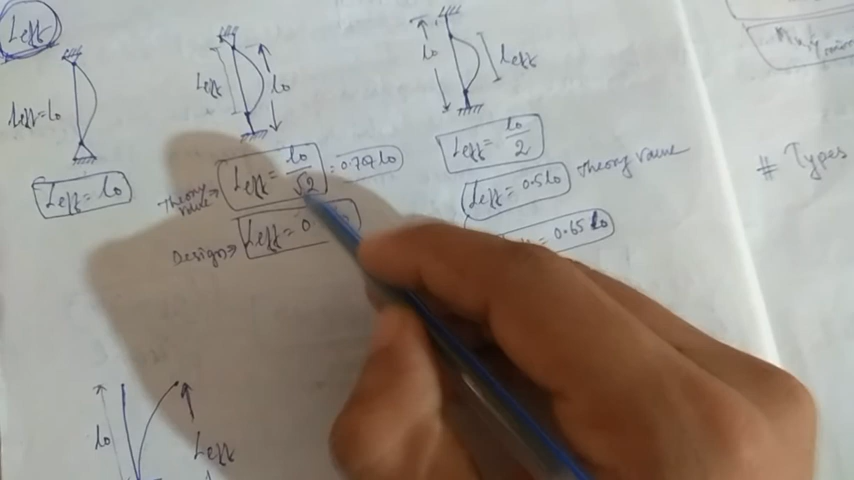 Leff
leff = lo
Leff = lo
Leff
lo
Theory value → Leff = lo/√2 = 0.707lo
Design → Leff = 0.
lo
leff
Leff = lo/2
Leff = 0.5lo Theory value
= 0.65 lo
# Types
lo
Leff